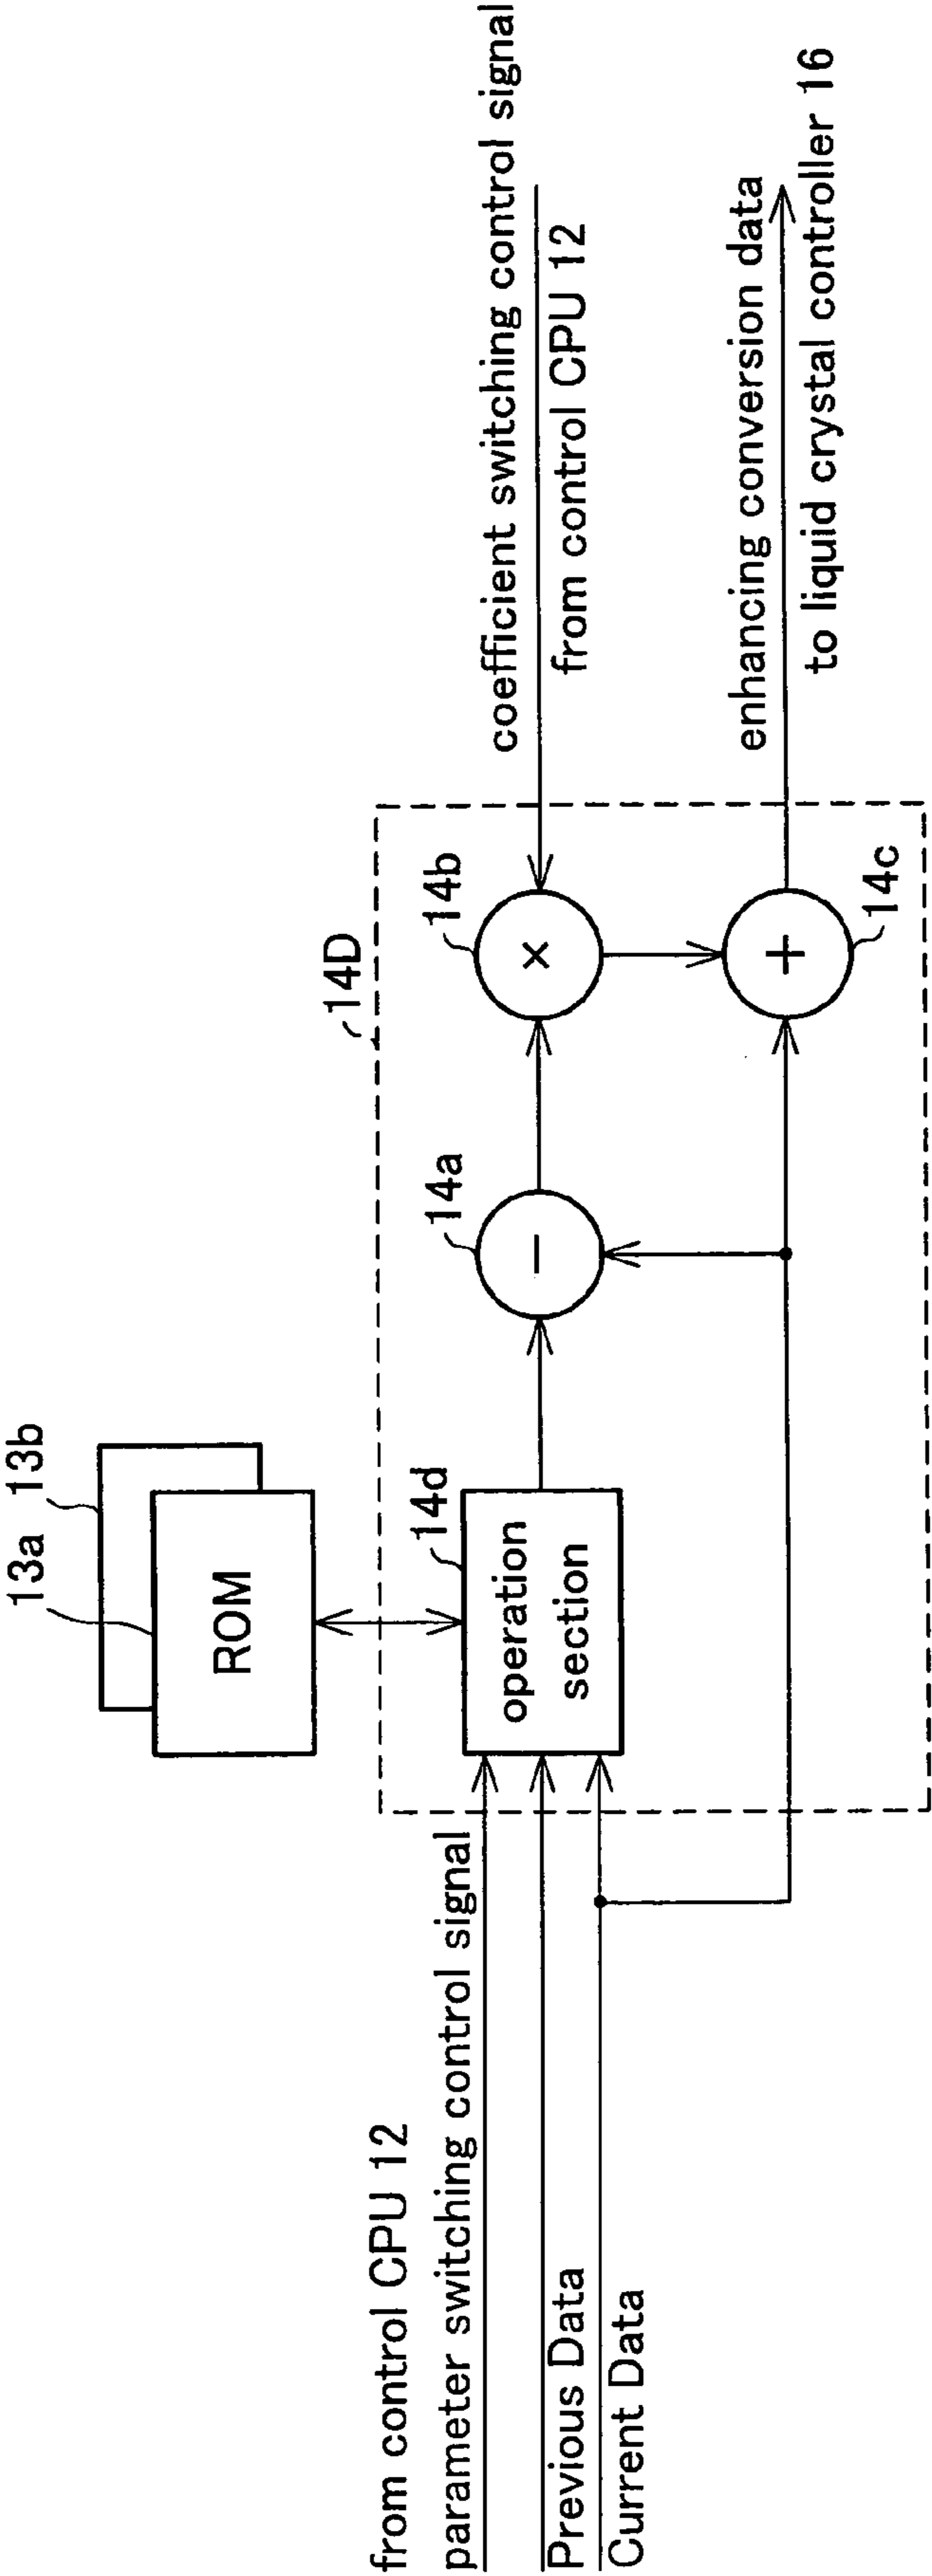 13a 13b
ROM
14D
from control CPU 12
parameter switching control signal
Previous Data
Current Data
14d
operation
section
14a
−
14b
×
14c
+
coefficient switching control signal
from control CPU 12
enhancing conversion data
to liquid crystal controller 16